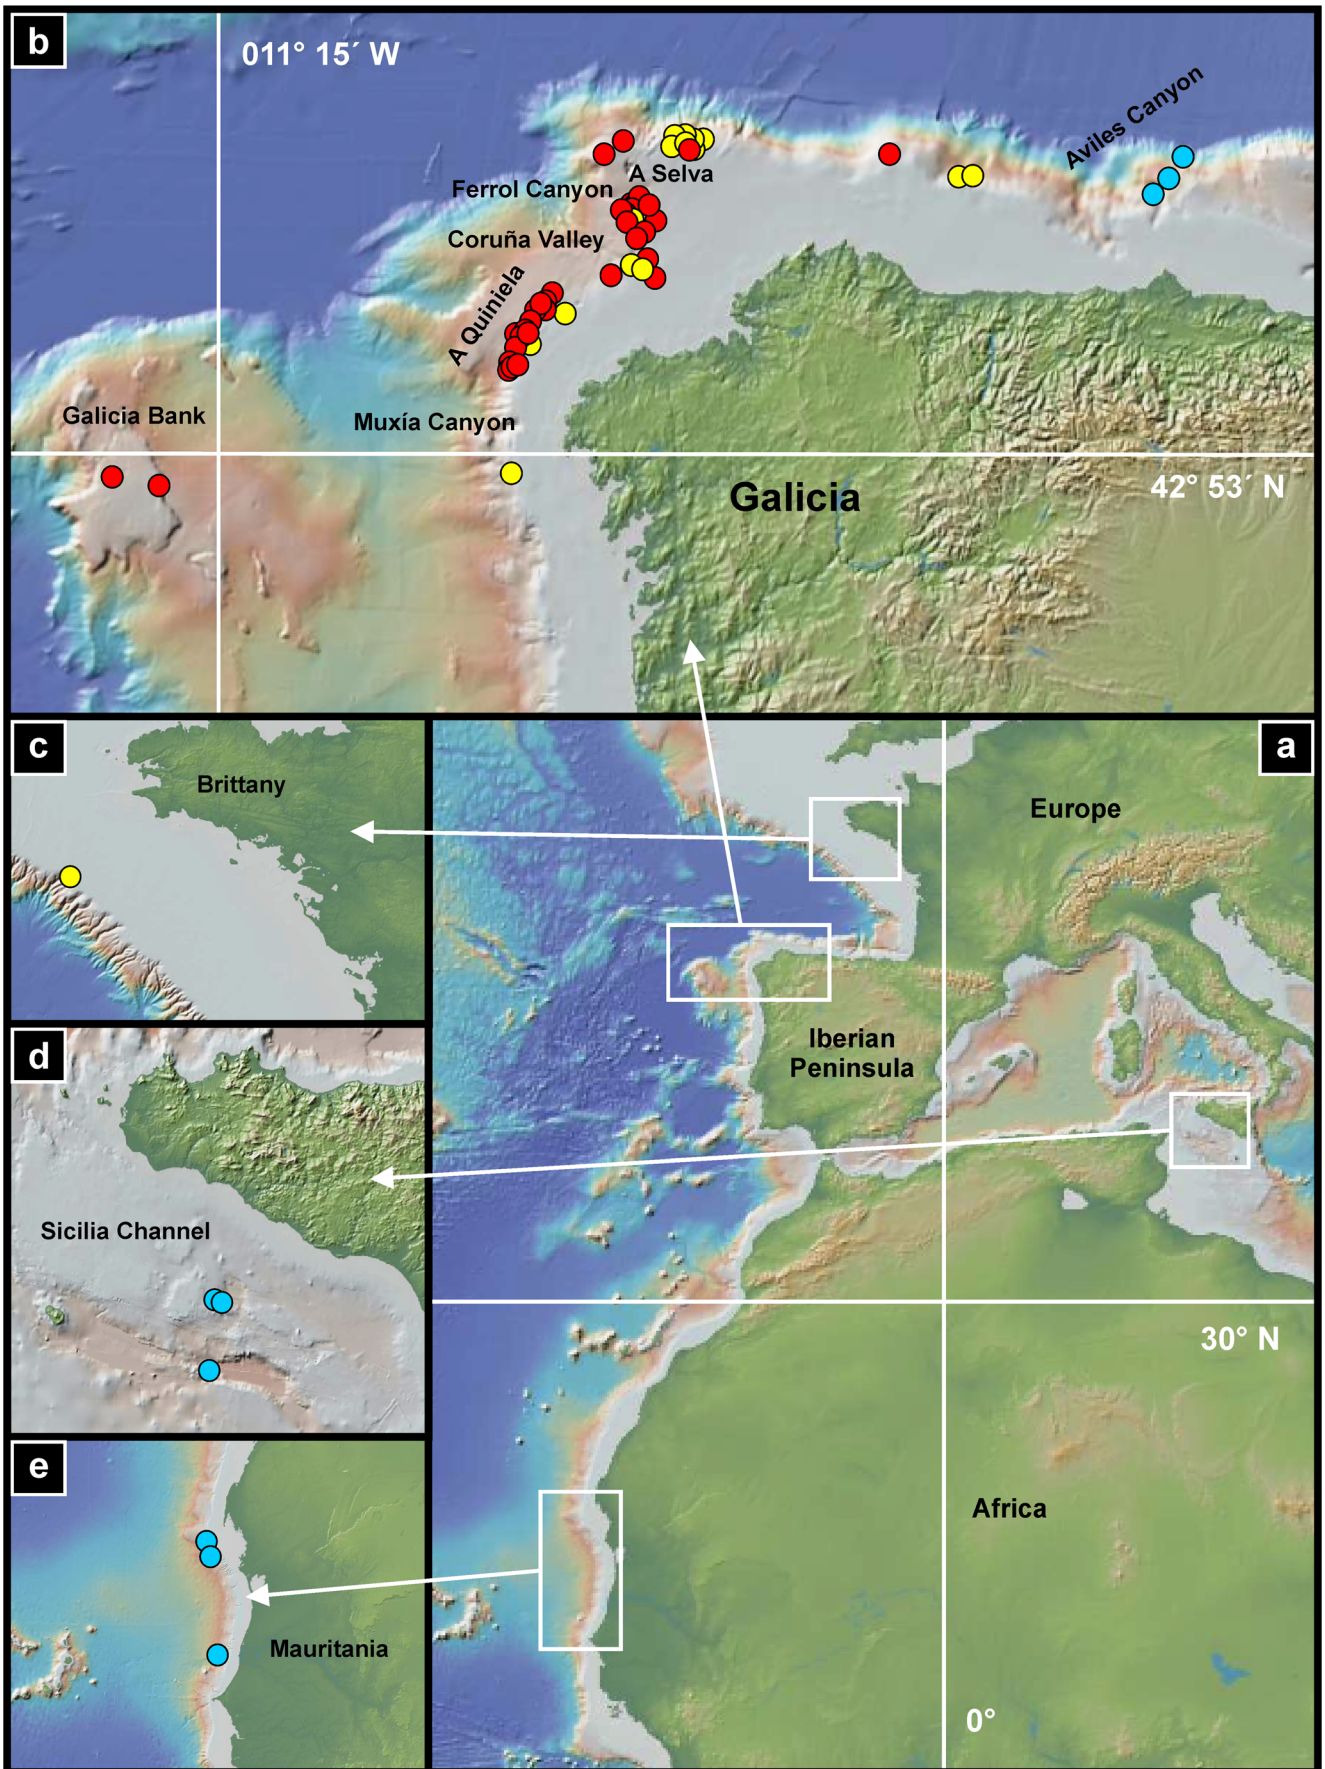 b
011° 15´ W
Aviles Canyon
A Selva
Ferrol Canyon
Coruña Valley
A Quiniela
Galicia Bank
Muxía Canyon
42° 53´ N
Galicia
c
Brittany
a
Europe
Iberian
Peninsula
d
Sicilia Channel
30° N
e
Africa
Mauritania
0°